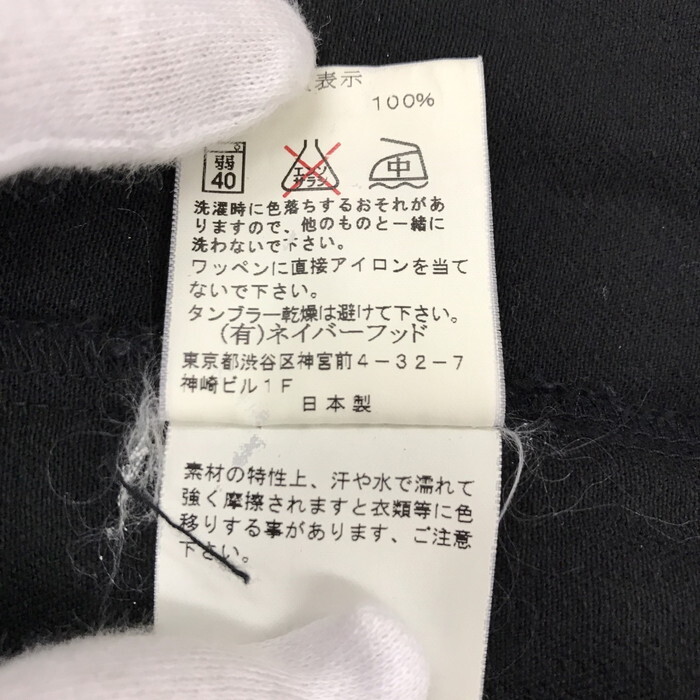 表示
100%
弱
40
エンソ
サラシ
中
洗濯時に色落ちするおそれがあ
りますので、他のものと一緒に
洗わないで下さい。
ワッペンに直接アイロンを当て
ないで下さい。
タンブラー乾燥は避けて下さい。
(有)ネイバーフッド
東京都渋谷区神宮前4-32-7
神崎ビル1F
日本製
素材の特性上、汗や水で濡れて
強く摩擦されますと衣類等に色
移りする事があります、ご注意
下さい。